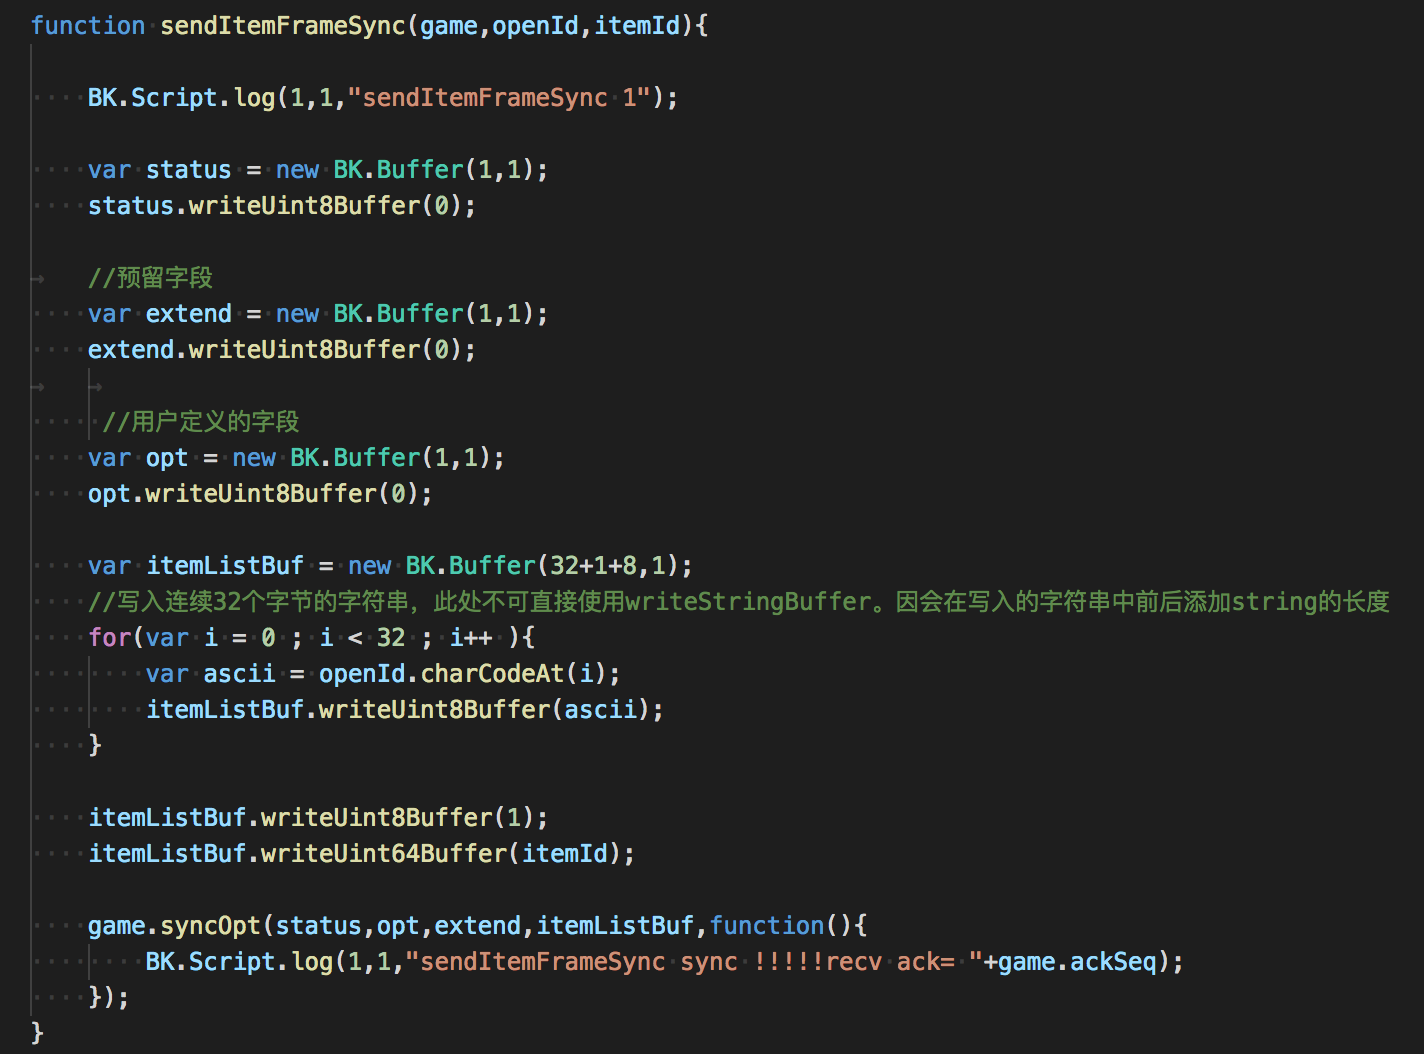 function sendItemFrameSync(game,openId,itemId){
BK.Script.log(1,1,"sendItemFrameSync 1");
var status = new BK.Buffer(1,1);
status.writeUint8Buffer(0);
//预留字段
var extend = new BK.Buffer(1,1);
extend.writeUint8Buffer(0);
//用户定义的字段
var opt = new BK.Buffer(1,1);
opt.writeUint8Buffer(0);
var itemListBuf = new BK.Buffer(32+1+8,1);
//写入连续32个字节的字符串，此处不可直接使用writeStringBuffer。因会在写入的字符串中前后添加string的长度
for(var i = 0 ; i < 32 ; i++ ){
var ascii = openId.charCodeAt(i);
itemListBuf.writeUint8Buffer(ascii);
}
itemListBuf.writeUint8Buffer(1);
itemListBuf.writeUint64Buffer(itemId);
game.syncOpt(status,opt,extend,itemListBuf,function(){
BK.Script.log(1,1,"sendItemFrameSync sync !!!!!recv ack= "+game.ackSeq);
});
}